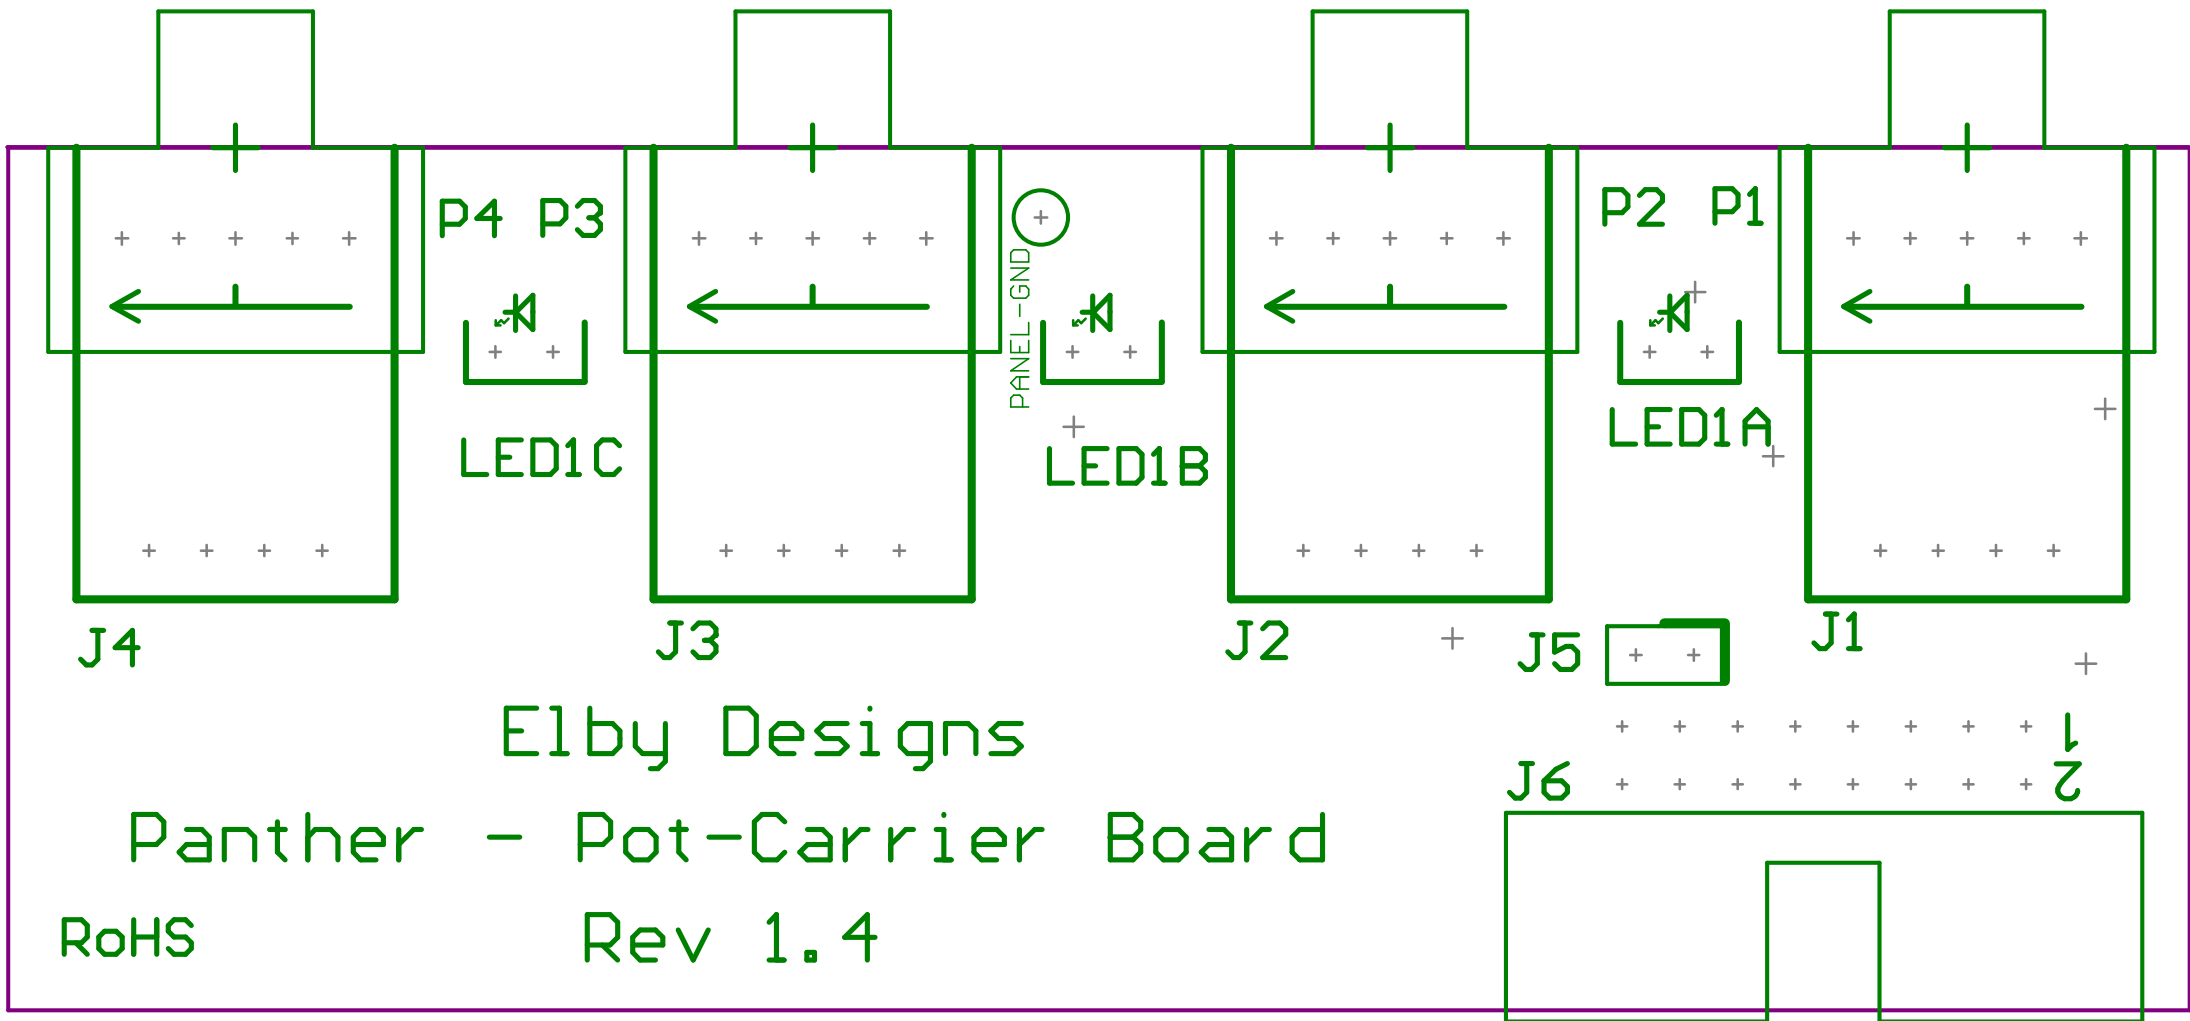 P4 P3 P2 P1
PANEL-GND
LED1C LED1B LED1A
J4 J3 J2 J5 J1
Elby Designs
1
J6 2
Panther - Pot-Carrier Board
RoHS Rev 1.4